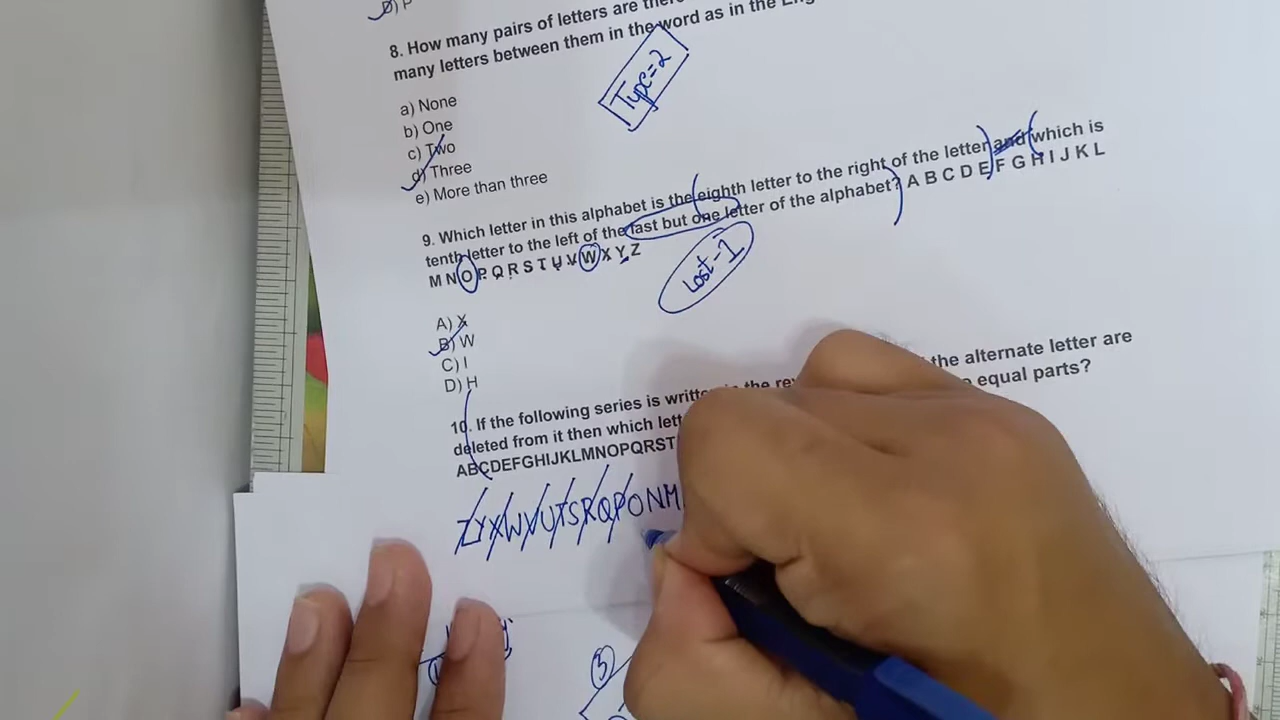 D) P
8. How many pairs of letters are
many letters between them in the word as in the
Type=2
a) None
b) One
c) Two
d) Three
e) More than three
9. Which letter in this alphabet is the eighth letter to the right of the letter and which is
tenth letter to the left of the last but one letter of the alphabet? A B C D E F G H I J K L
M N O P Q R S T U V W X Y Z
Last-1
A) X
B) W
C) I
D) H
10. If the following series is the the alternate letter are
deleted from it then which equal parts?
ABCDEFGHIJKLMNOPQRST
ZYXWVUTSRQPONM
3